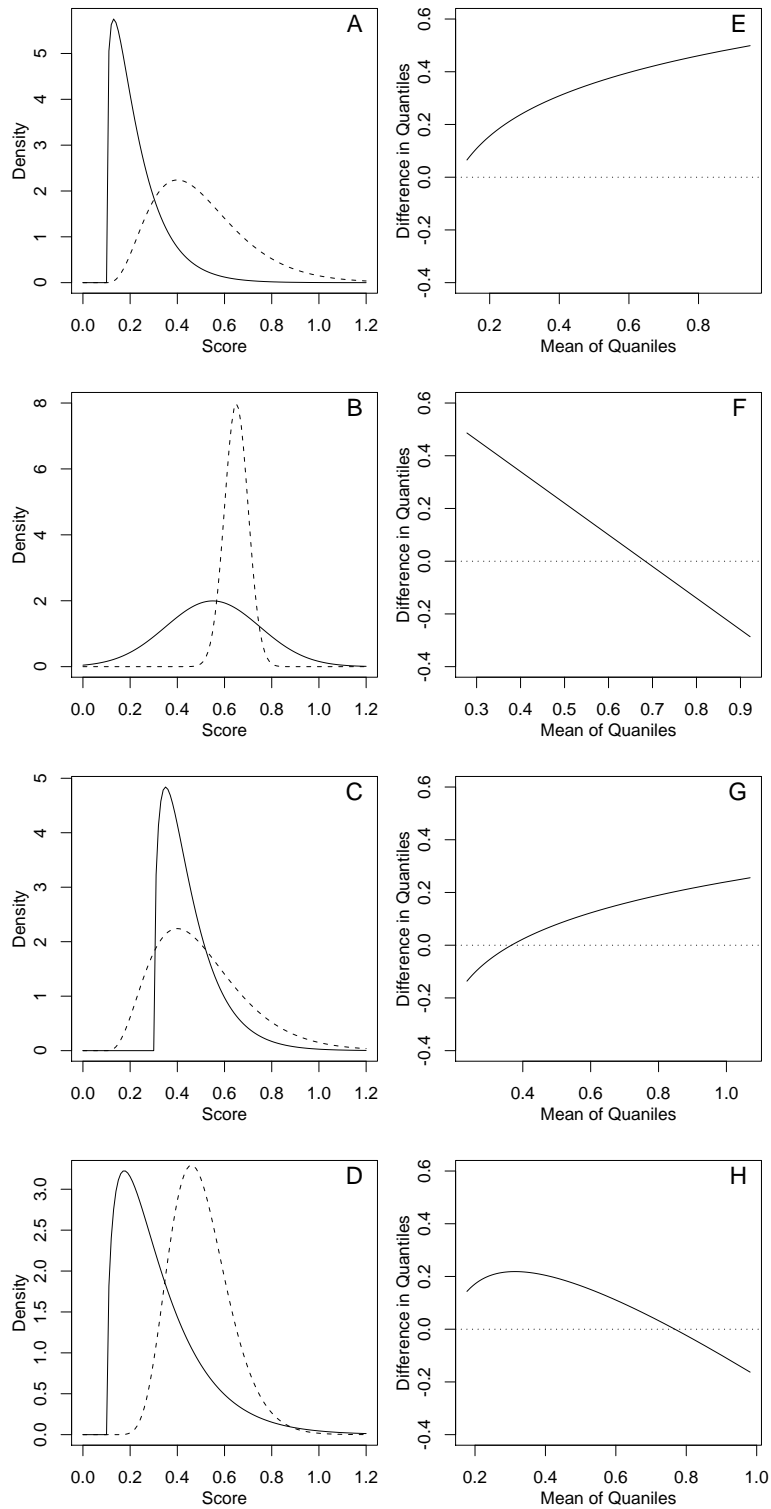 A
Density
0 1 2 3 4 5
0.0 0.2 0.4 0.6 0.8 1.0 1.2
Score
E
Difference in Quantiles
-0.4 -0.2 0.0 0.2 0.4 0.6
0.2 0.4 0.6 0.8
Mean of Quaniles
B
Density
0 2 4 6 8
0.0 0.2 0.4 0.6 0.8 1.0 1.2
Score
F
Difference in Quantiles
-0.4 -0.2 0.0 0.2 0.4 0.6
0.3 0.4 0.5 0.6 0.7 0.8 0.9
Mean of Quaniles
C
Density
0 1 2 3 4 5
0.0 0.2 0.4 0.6 0.8 1.0 1.2
Score
G
Difference in Quantiles
-0.4 -0.2 0.0 0.2 0.4 0.6
0.4 0.6 0.8 1.0
Mean of Quaniles
D
Density
0.0 0.5 1.0 1.5 2.0 2.5 3.0
0.0 0.2 0.4 0.6 0.8 1.0 1.2
Score
H
Difference in Quantiles
-0.4 -0.2 0.0 0.2 0.4 0.6
0.2 0.4 0.6 0.8 1.0
Mean of Quaniles